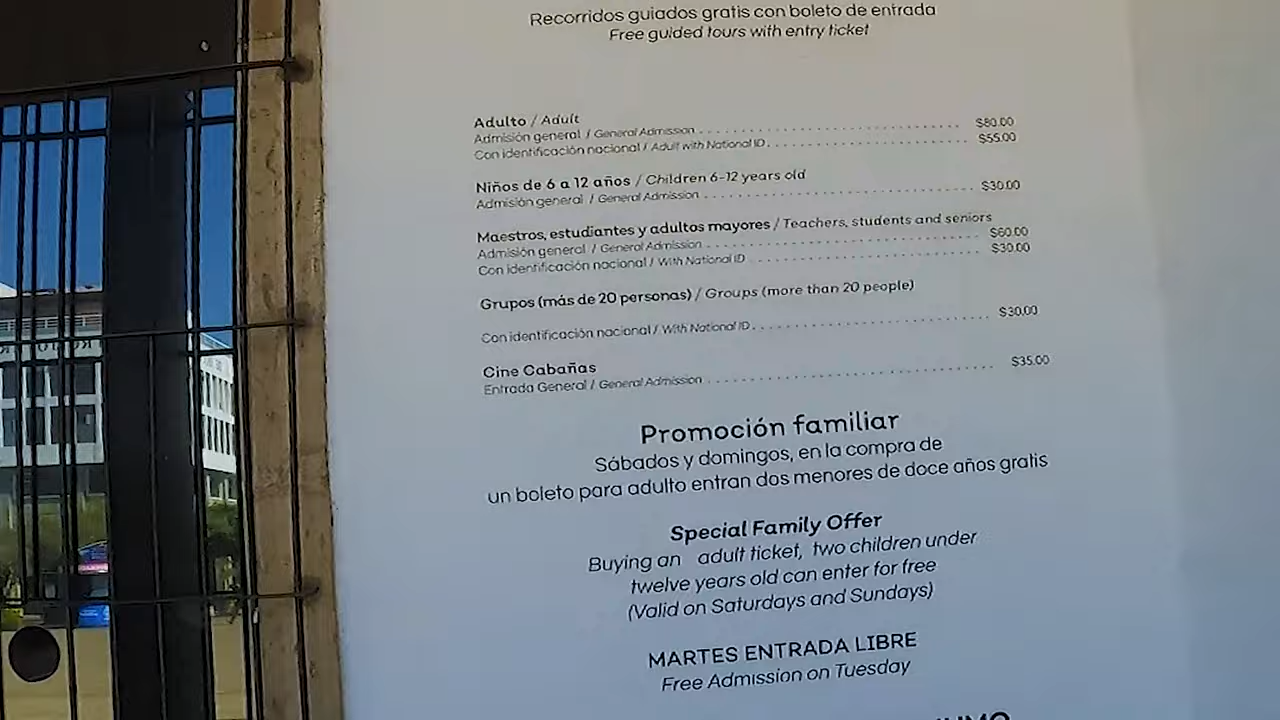 Recorridos guiados gratis con boleto de entrada
Free guided tours with entry ticket
Adulto / Adult
Admisión general / General Admission . . . . . . . . . . . . . . . . . . . . . . . . . . . . . . $80.00
Con identificación nacional / Adult with National ID . . . . . . . . . . . . . . . . . . . . . . $55.00
Niños de 6 a 12 años / Children 6-12 years old
Admisión general / General Admission . . . . . . . . . . . . . . . . . . . . . . . . . . . . . . $30.00
Maestros, estudiantes y adultos mayores / Teachers, students and seniors
Admisión general / General Admission . . . . . . . . . . . . . . . . . . . . . . . . . . . . . . $60.00
Con identificación nacional / With National ID . . . . . . . . . . . . . . . . . . . . . . . . . $30.00
Grupos (más de 20 personas) / Groups (more than 20 people)
Con identificación nacional / With National ID . . . . . . . . . . . . . . . . . . . . . . . . . $30.00
Cine Cabañas
Entrada General / General Admission . . . . . . . . . . . . . . . . . . . . . . . . . . . . . . $35.00
Promoción familiar
Sábados y domingos, en la compra de
un boleto para adulto entran dos menores de doce años gratis
Special Family Offer
Buying an adult ticket, two children under
twelve years old can enter for free
(Valid on Saturdays and Sundays)
MARTES ENTRADA LIBRE
Free Admission on Tuesday